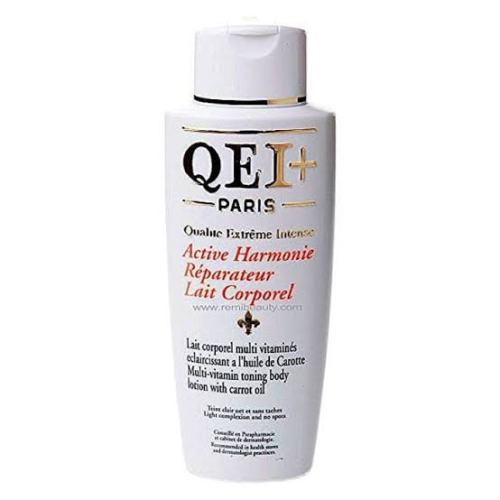 QEI+
PARIS
Qualité Extrême Intense
Active Harmonie
Réparateur
Lait Corporel
www.remibeauty.com
Lait corporel multi vitaminés
eclaircissant a l'huile de Carotte
Multi-vitamin toning body
lotion with carrot oil
Teint clair net et sans taches
Light complexion and no spots
Conseillé en Parapharmacie
et cabinet de dermatologie.
Recommended in health stores
and dermatologist practices.